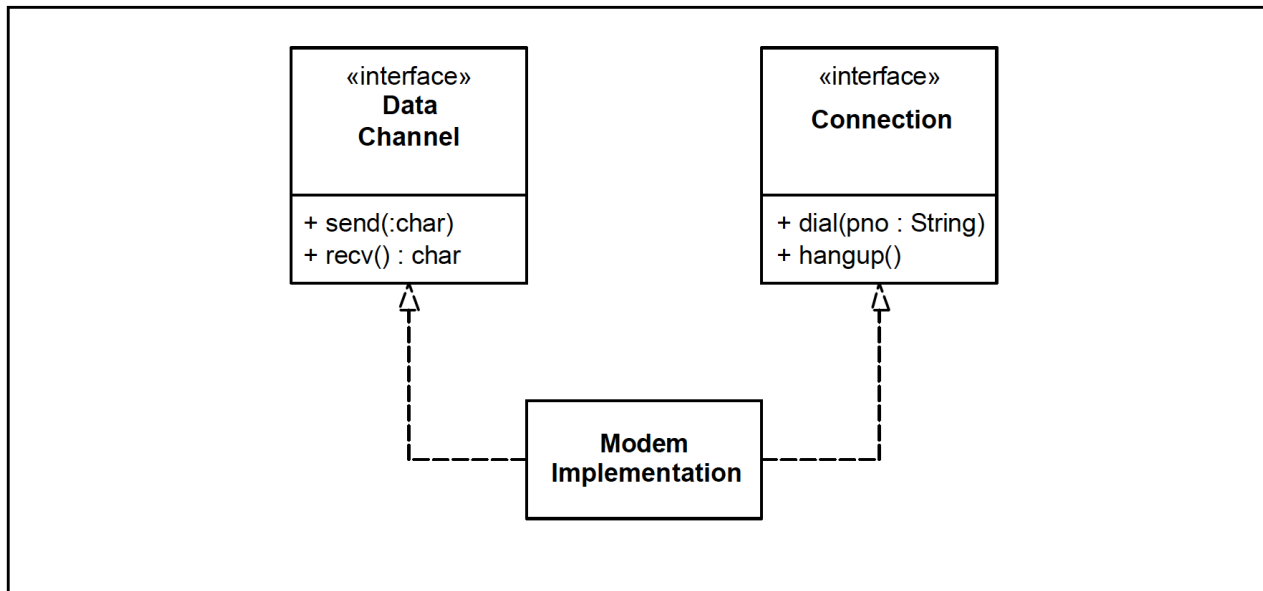 «interface»
Data
Channel
+ send(:char)
+ recv() : char
«interface»
Connection
+ dial(pno : String)
+ hangup()
Modem
Implementation